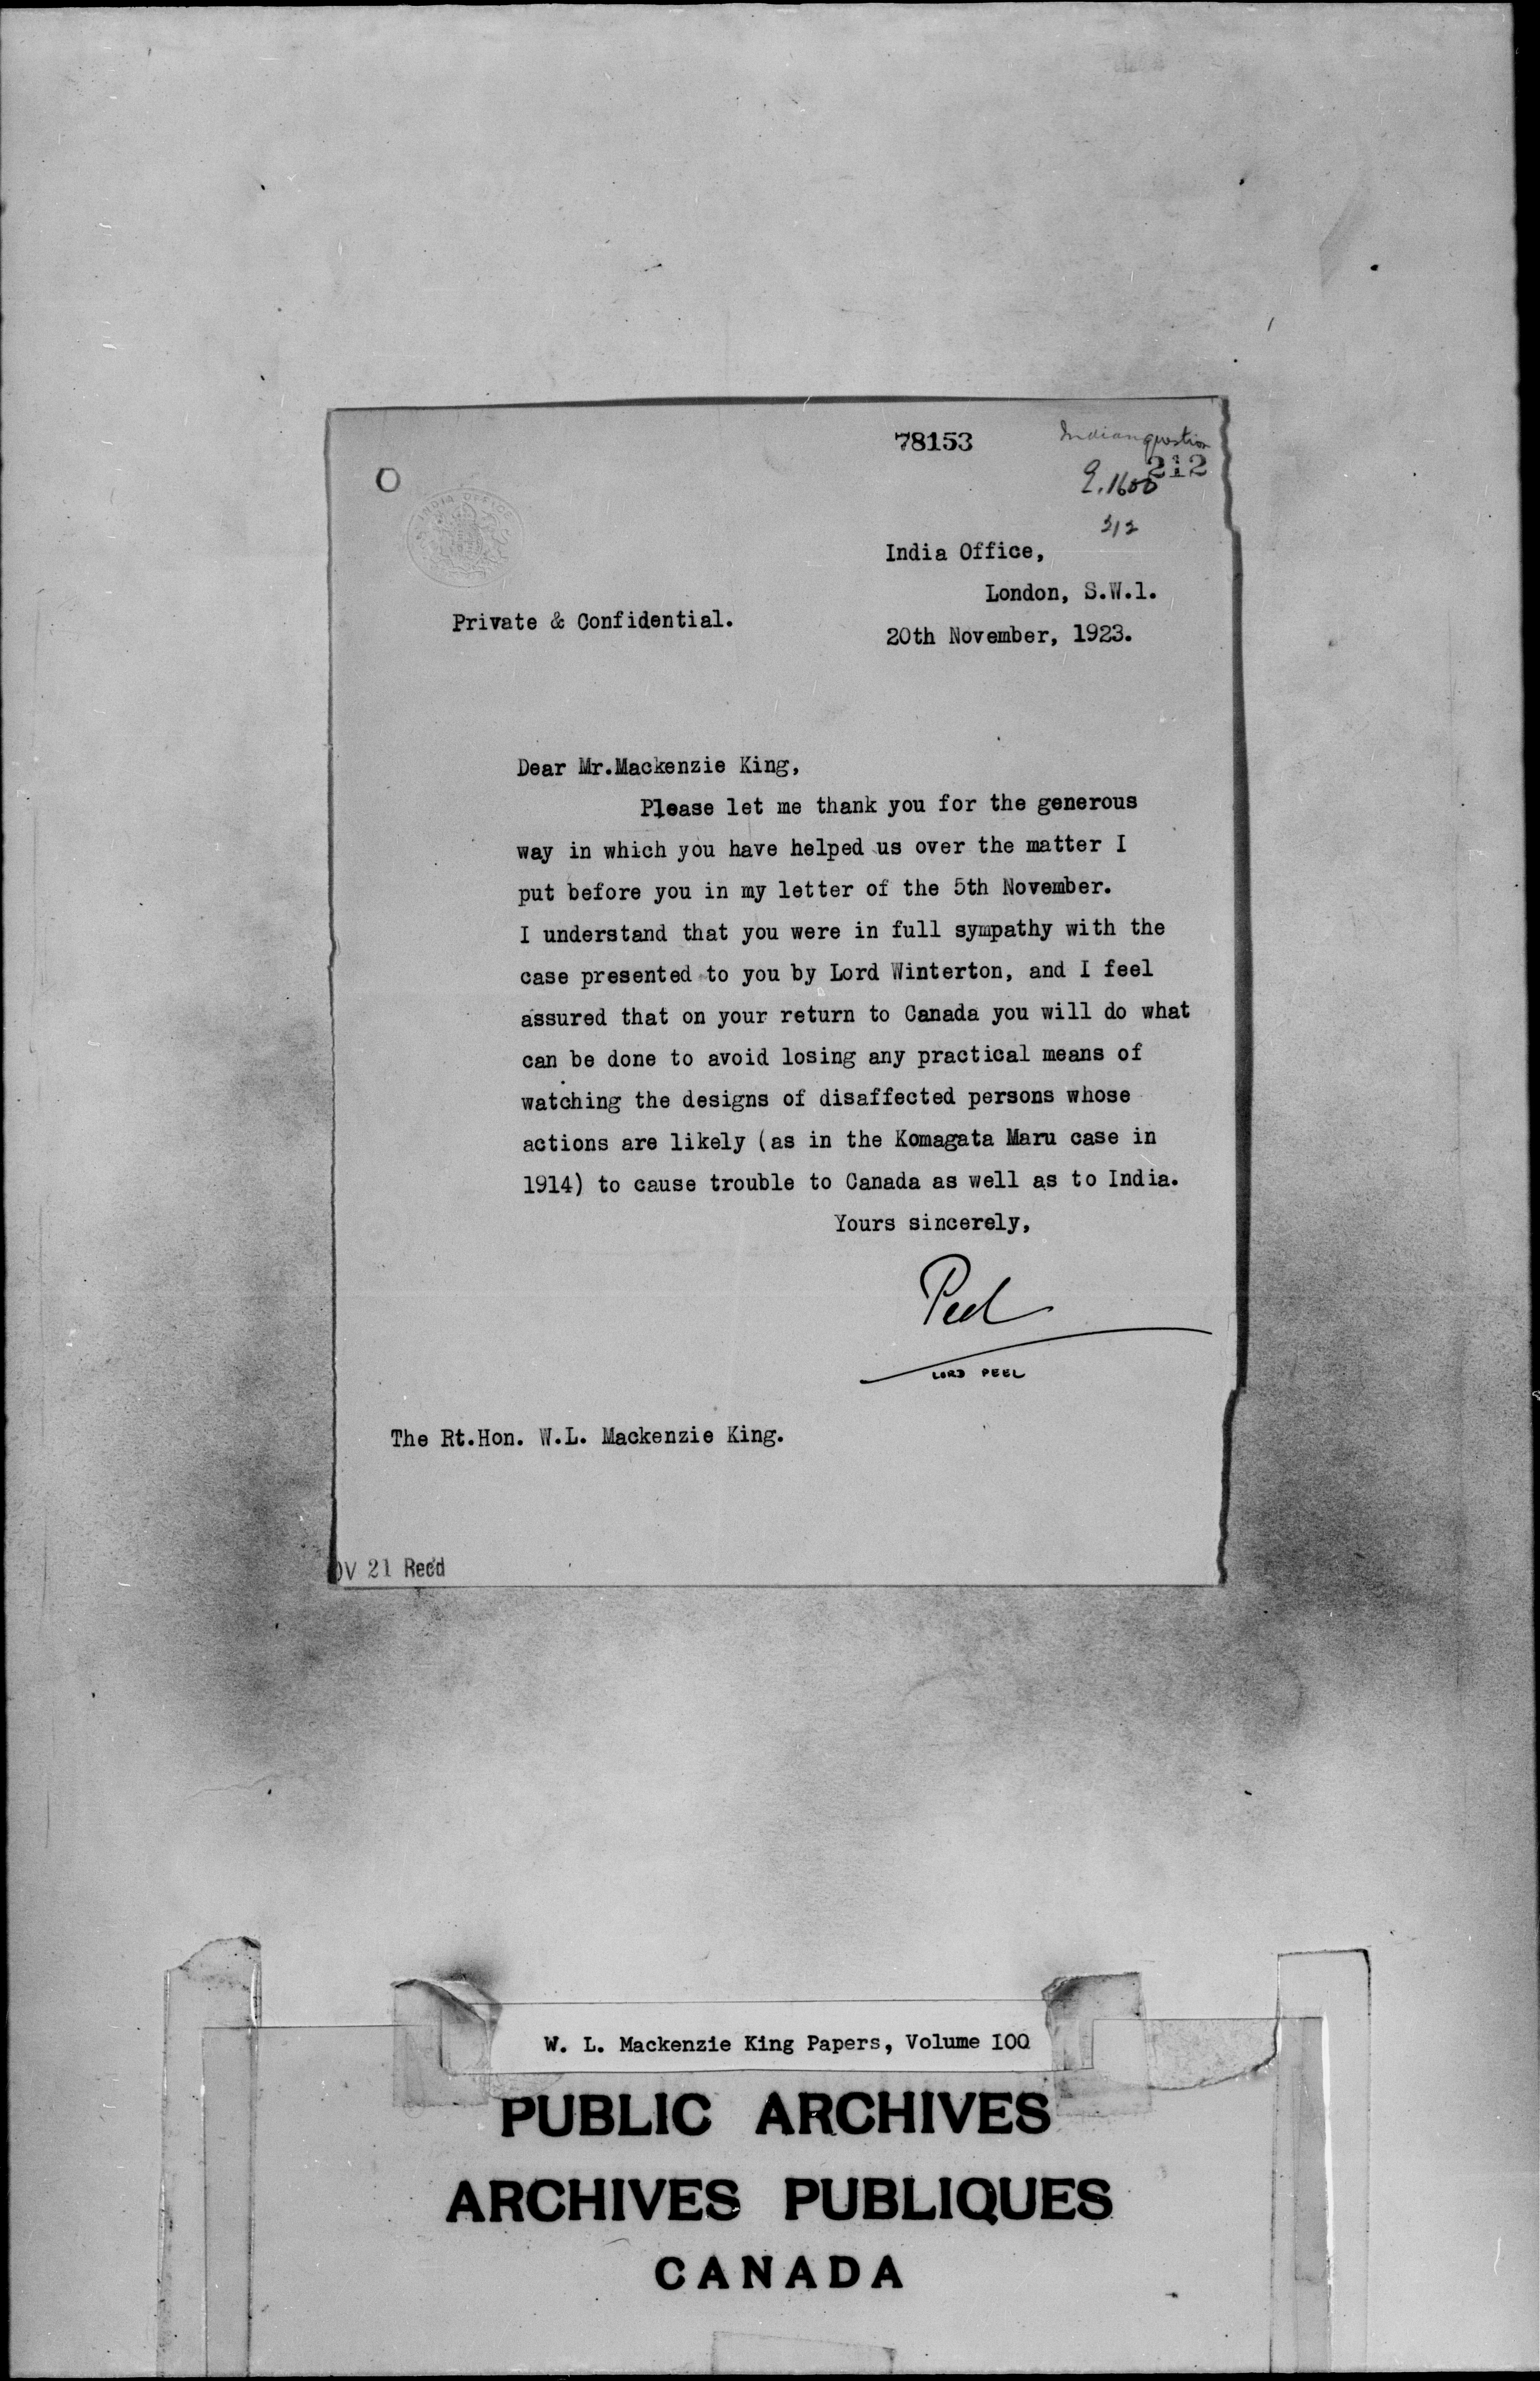 78153
Indian question
212
Q.1600
INDIA OFFICE
India Office,
London, S.W.1.
Private & Confidential.
20th November, 1923.
Dear Mr.Mackenzie King,
Please let me thank you for the generous
way in which you have helped us over the matter I
put before you in my letter of the 5th November.
I understand that you were in full sympathy with the
case presented to you by Lord Winterton, and I feel
assured that on your return to Canada you will do what
can be done to avoid losing any practical means of
watching the designs of disaffected persons whose
actions are likely (as in the Komagata Maru case in
1914) to cause trouble to Canada as well as to India.
Yours sincerely,
Peel
LORD PEEL
The Rt.Hon. W.L. Mackenzie King.
OV 21 Rec'd
W. L. Mackenzie King Papers, Volume I00
PUBLIC ARCHIVES
ARCHIVES PUBLIQUES
CANADA